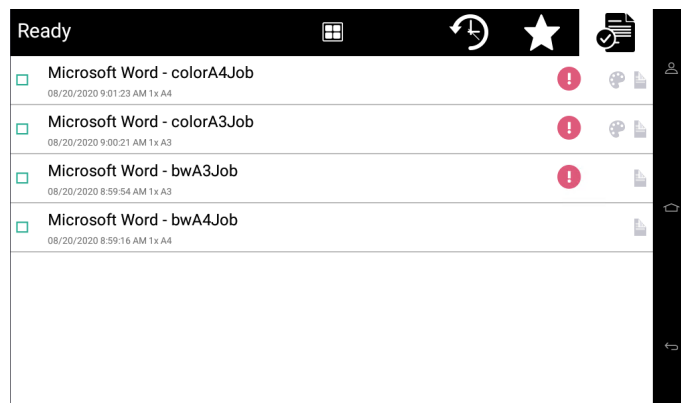 Ready
Microsoft Word - colorA4Job
08/20/2020 9:01:23 AM 1x A4
Microsoft Word - colorA3Job
08/20/2020 9:00:21 AM 1x A3
Microsoft Word - bwA3Job
08/20/2020 8:59:54 AM 1x A3
Microsoft Word - bwA4Job
08/20/2020 8:59:16 AM 1x A4